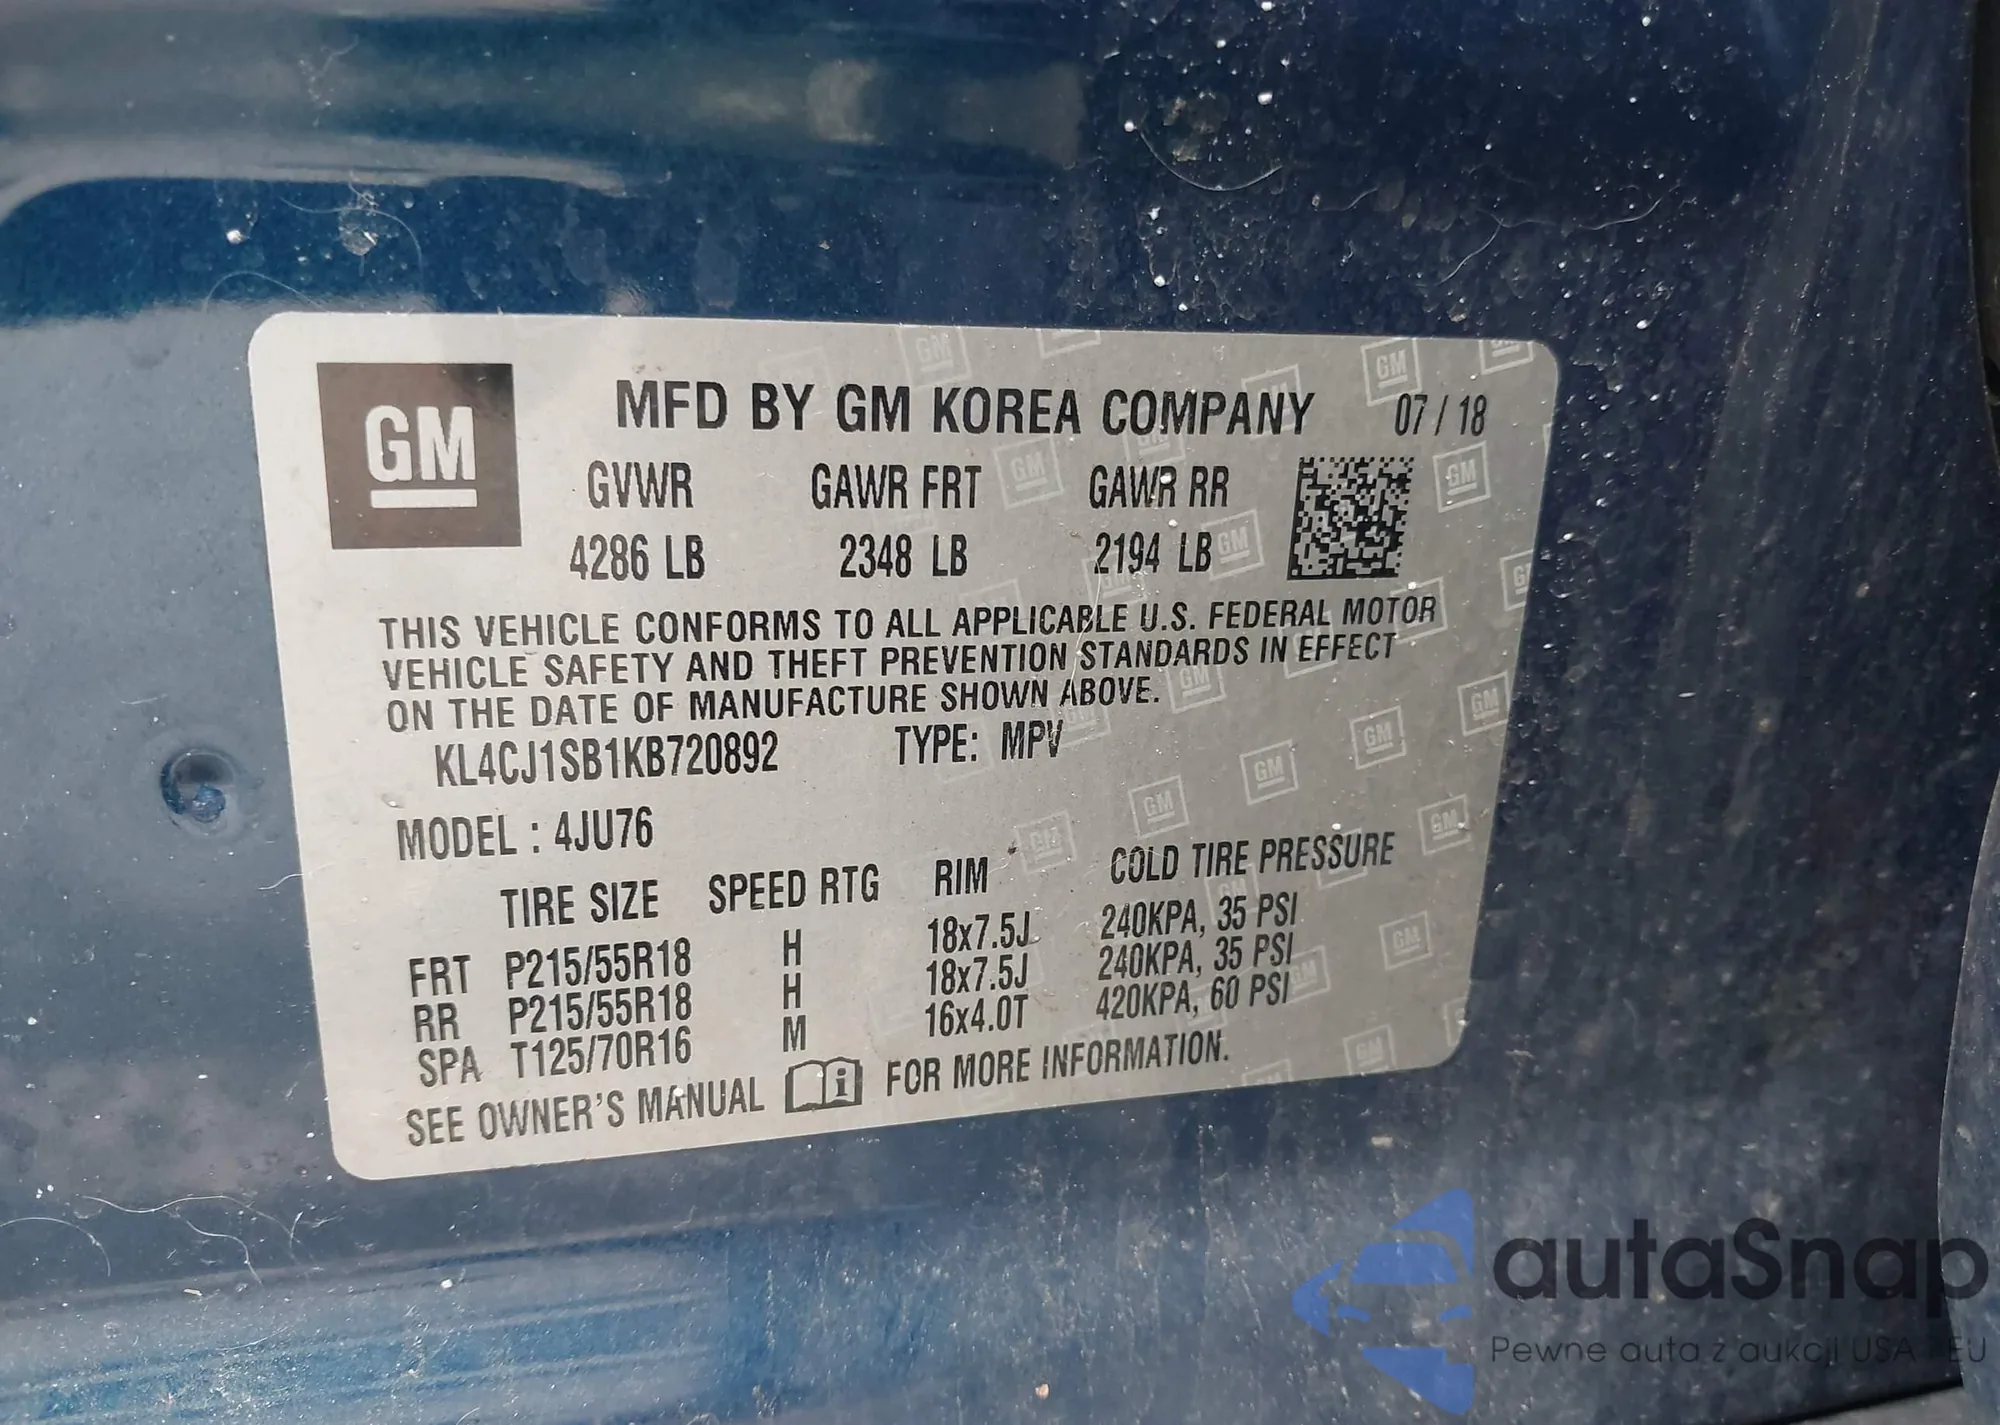 GM
MFD BY GM KOREA COMPANY 07 / 18
GVWR GAWR FRT GAWR RR
4286 LB 2348 LB 2194 LB
THIS VEHICLE CONFORMS TO ALL APPLICABLE U.S. FEDERAL MOTOR
VEHICLE SAFETY AND THEFT PREVENTION STANDARDS IN EFFECT
ON THE DATE OF MANUFACTURE SHOWN ABOVE.
KL4CJ1SB1KB720892 TYPE: MPV
MODEL : 4JU76
TIRE SIZE SPEED RTG RIM COLD TIRE PRESSURE
FRT P215/55R18 H 18x7.5J 240KPA, 35 PSI
RR P215/55R18 H 18x7.5J 240KPA, 35 PSI
SPA T125/70R16 M 16x4.0T 420KPA, 60 PSI
SEE OWNER'S MANUAL FOR MORE INFORMATION.
autaSnap
Pewne auta z aukcji USA EU